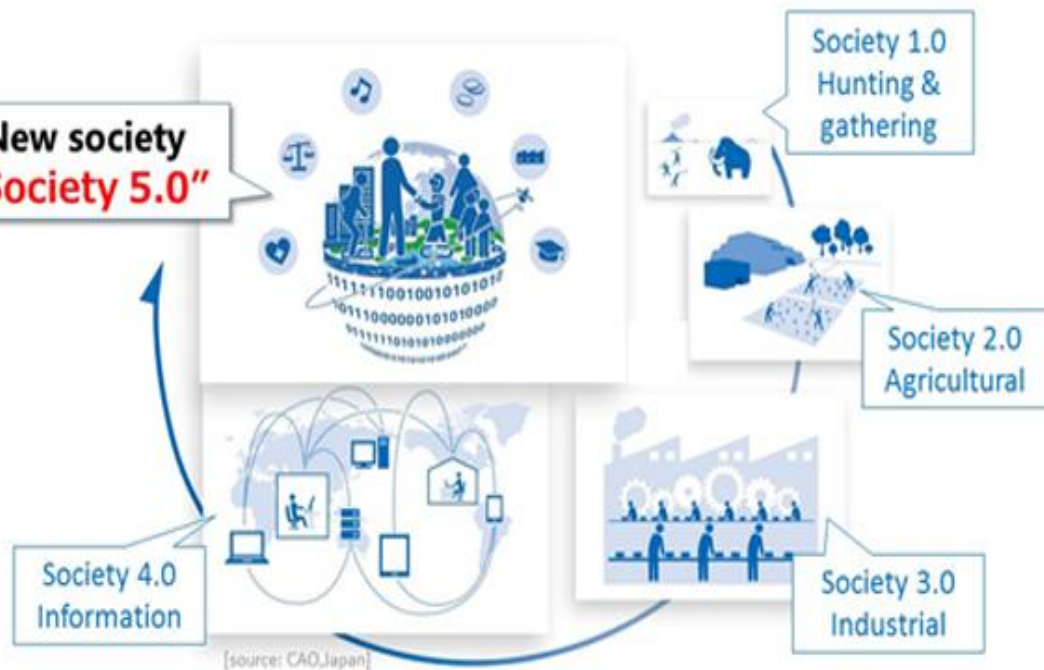 Society 1.0
Hunting &
gathering
New society
Society 5.0”
Society 2.0
Agricultural
Society 4.0
Information
Society 3.0
Industrial
[source: CAO,Japan]